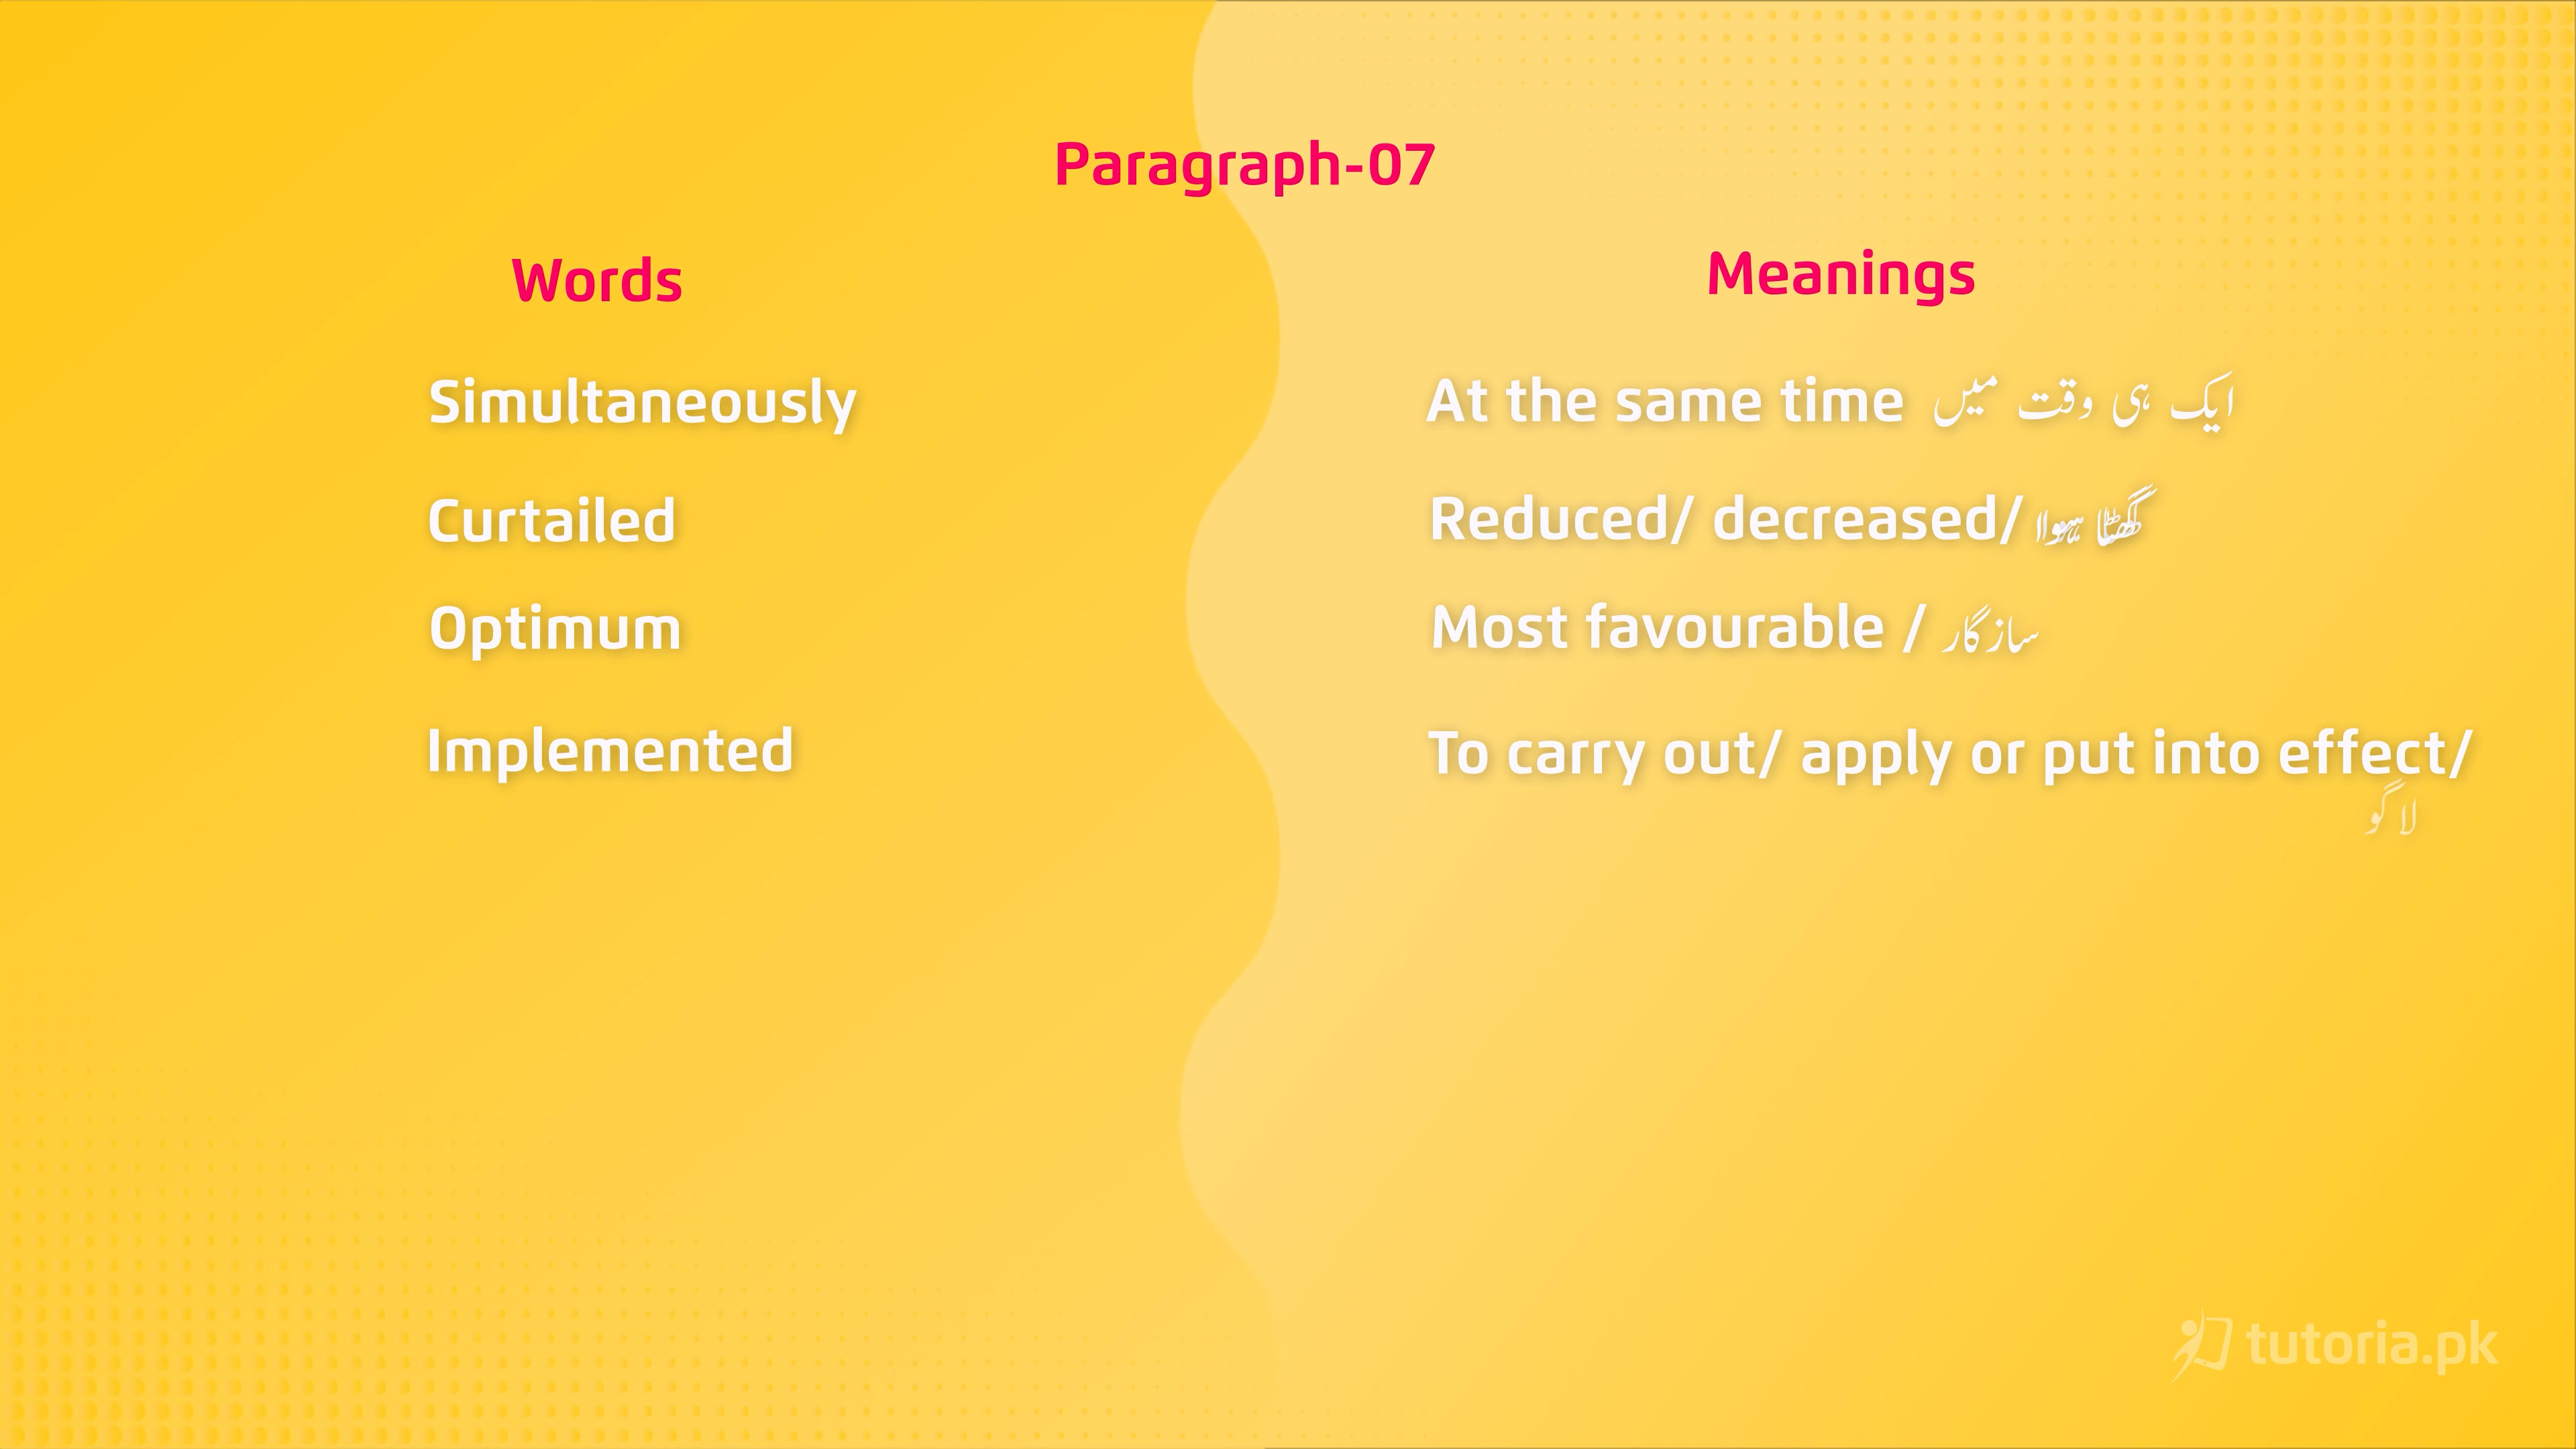 Paragraph-07
Words
Meanings
Simultaneously
At the same time ایک ہی وقت میں
Curtailed
Reduced/ decreased/ گھٹا ہوا
Optimum
Most favourable / سازگار
Implemented
To carry out/ apply or put into effect/
لاگو
tutoria.pk